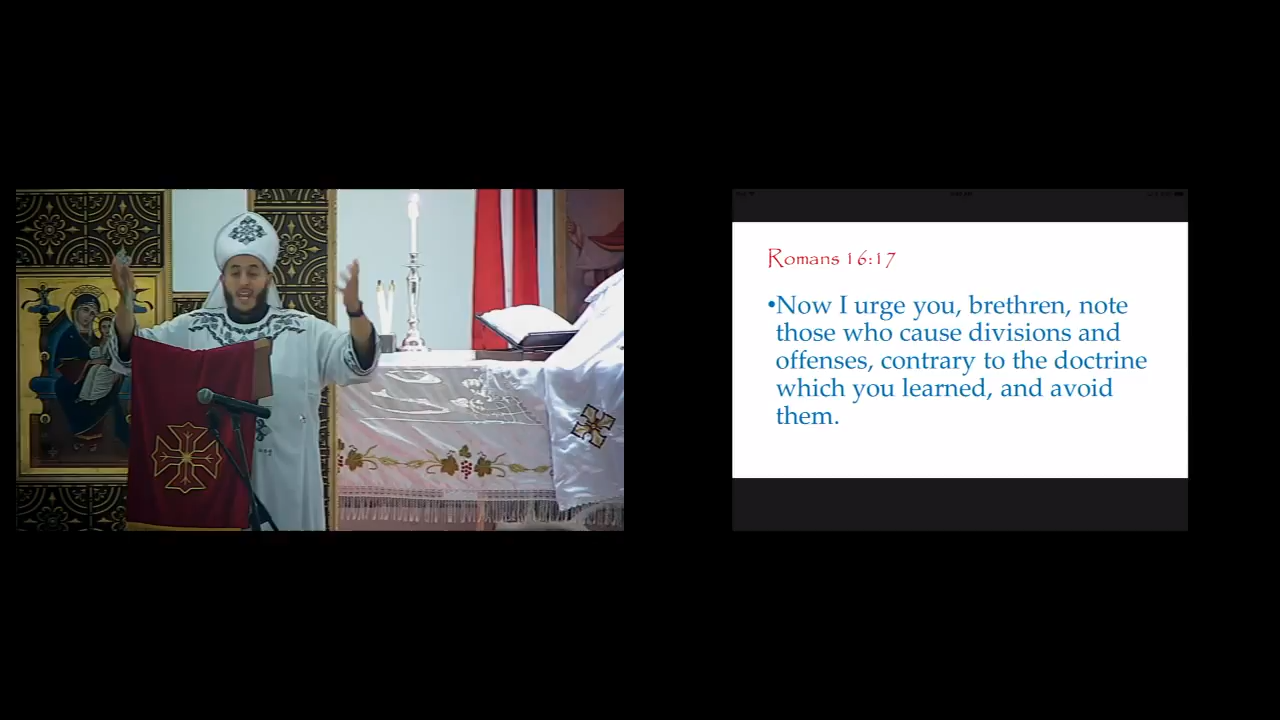 Romans 16:17
•Now I urge you, brethren, note
those who cause divisions and
offenses, contrary to the doctrine
which you learned, and avoid
them.